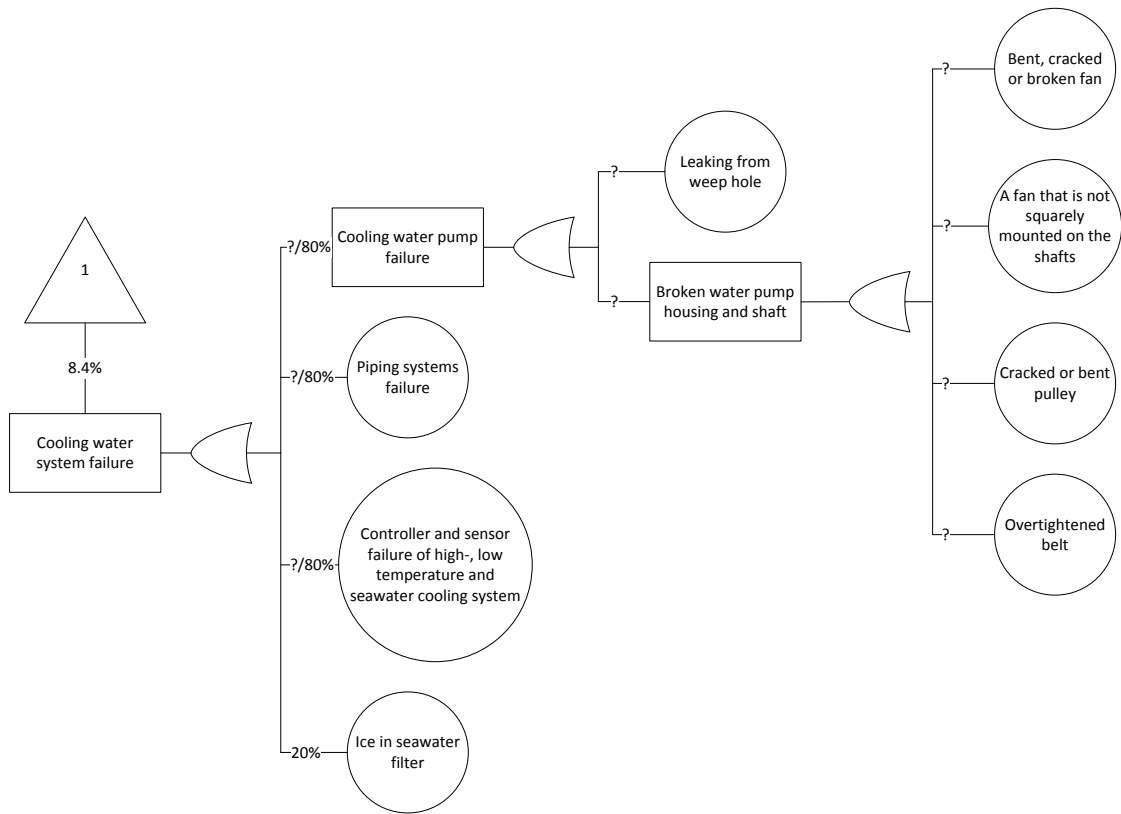 1
8.4%
Cooling water
system failure
?/80%
Cooling water pump
failure
?/80%
Piping systems
failure
?/80%
Controller and sensor
failure of high-, low
temperature and
seawater cooling system
20%
Ice in seawater
filter
?
Leaking from
weep hole
?
Broken water pump
housing and shaft
?
Bent, cracked
or broken fan
?
A fan that is not
squarely
mounted on the
shafts
?
Cracked or bent
pulley
?
Overtightened
belt